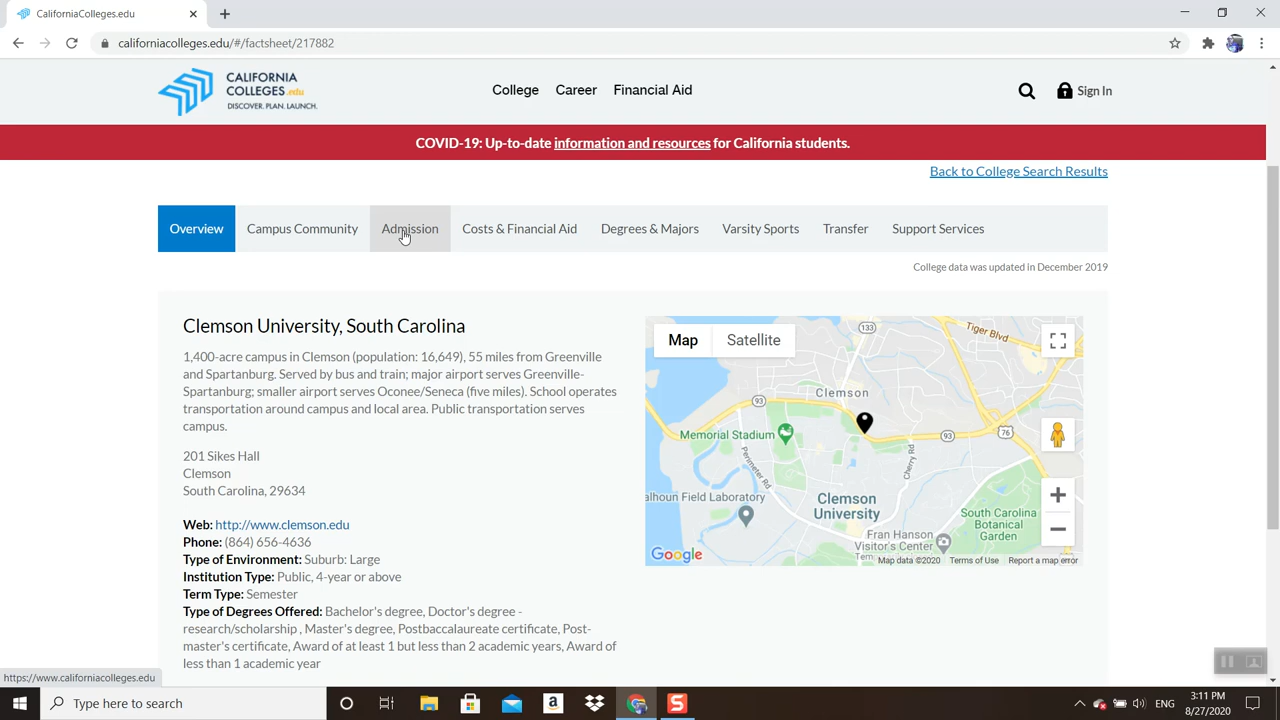 CaliforniaColleges.edu
californiacolleges.edu/#/factsheet/217882
CALIFORNIA
COLLEGES.edu
DISCOVER. PLAN. LAUNCH.
College Career Financial Aid
Sign In
COVID-19: Up-to-date information and resources for California students.
Back to College Search Results
Overview Campus Community Admission Costs & Financial Aid Degrees & Majors Varsity Sports Transfer Support Services
College data was updated in December 2019
Clemson University, South Carolina
1,400-acre campus in Clemson (population: 16,649), 55 miles from Greenville
and Spartanburg. Served by bus and train; major airport serves Greenville-
Spartanburg; smaller airport serves Oconee/Seneca (five miles). School operates
transportation around campus and local area. Public transportation serves
campus.
201 Sikes Hall
Clemson
South Carolina, 29634
Web: http://www.clemson.edu
Phone: (864) 656-4636
Type of Environment: Suburb: Large
Institution Type: Public, 4-year or above
Term Type: Semester
Type of Degrees Offered: Bachelor's degree, Doctor's degree -
research/scholarship , Master's degree, Postbaccalaureate certificate, Post-
master's certificate, Award of at least 1 but less than 2 academic years, Award of
less than 1 academic year
Map Satellite
133
Tiger Blvd
Clemson
93
Memorial Stadium
93
76
Perimeter Rd
Cherry Rd
alhoun Field Laboratory
Clemson
University
South Carolina
Botanical
Garden
Fran Hanson
Visitor's Center
Google
Map data ©2020 Terms of Use Report a map error
https://www.californiacolleges.edu
Type here to search
a
S
ENG
3:11 PM
8/27/2020